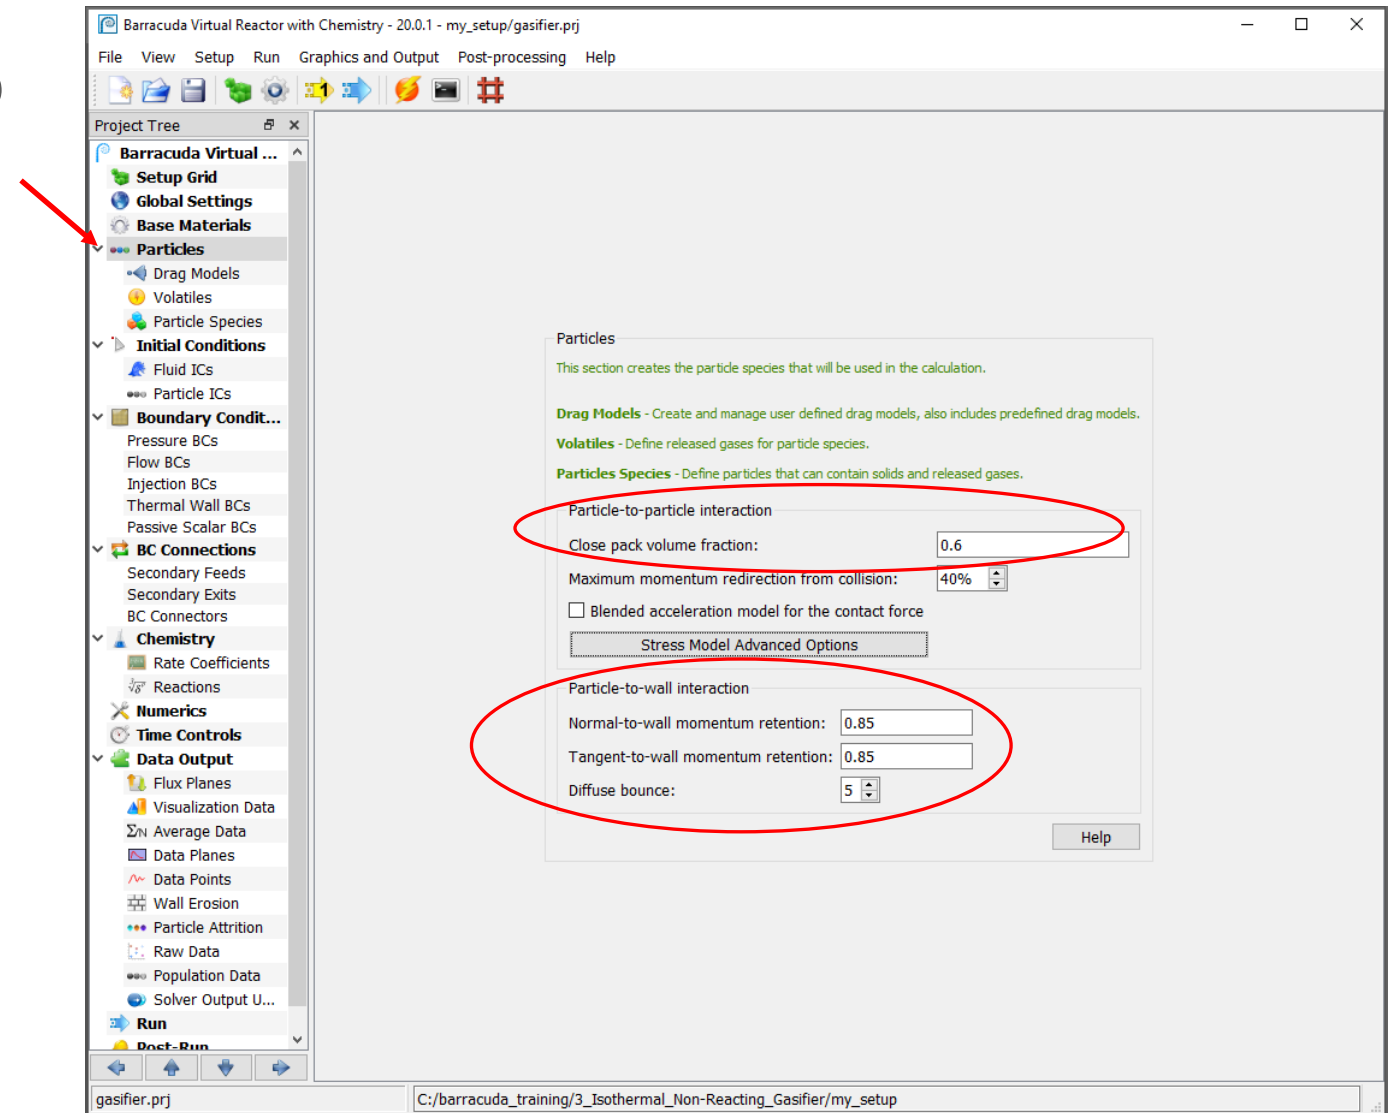 )
Barracuda Virtual Reactor with Chemistry - 20.0.1 - my_setup/gasifier.prj
File View Setup Run Graphics and Output Post-processing Help
1
Project Tree
Barracuda Virtual ...
Setup Grid
Global Settings
Base Materials
Particles
Drag Models
Volatiles
Particle Species
Initial Conditions
Fluid ICs
Particle ICs
Boundary Condit...
Pressure BCs
Flow BCs
Injection BCs
Thermal Wall BCs
Passive Scalar BCs
BC Connections
Secondary Feeds
Secondary Exits
BC Connectors
Chemistry
Rate Coefficients
Reactions
Numerics
Time Controls
Data Output
Flux Planes
Visualization Data
Σ/N Average Data
Data Planes
Data Points
Wall Erosion
Particle Attrition
Raw Data
Population Data
Solver Output U...
Run
Post-Run
Particles
This section creates the particle species that will be used in the calculation.
Drag Models - Create and manage user defined drag models, also includes predefined drag models.
Volatiles - Define released gases for particle species.
Particles Species - Define particles that can contain solids and released gases.
Particle-to-particle interaction
Close pack volume fraction: 0.6
Maximum momentum redirection from collision: 40%
Blended acceleration model for the contact force
Stress Model Advanced Options
Particle-to-wall interaction
Normal-to-wall momentum retention: 0.85
Tangent-to-wall momentum retention: 0.85
Diffuse bounce: 5
Help
gasifier.prj
C:/barracuda_training/3_Isothermal_Non-Reacting_Gasifier/my_setup